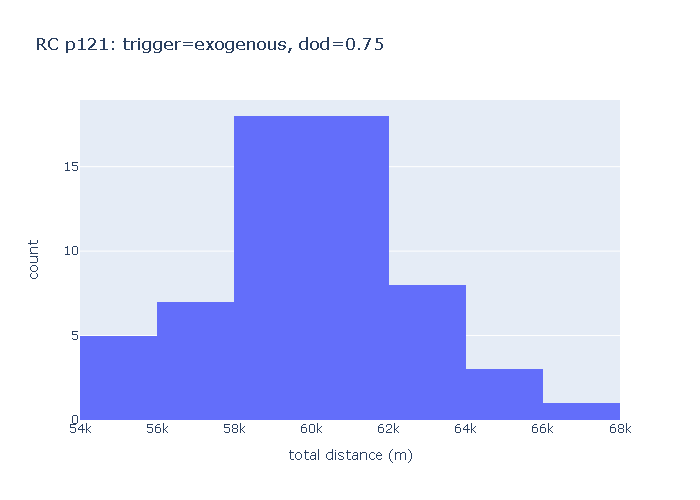 RC p121: trigger=exogenous, dod=0.75
15
10
5
0
54k 56k 58k 60k 62k 64k 66k 68k
count
total distance (m)